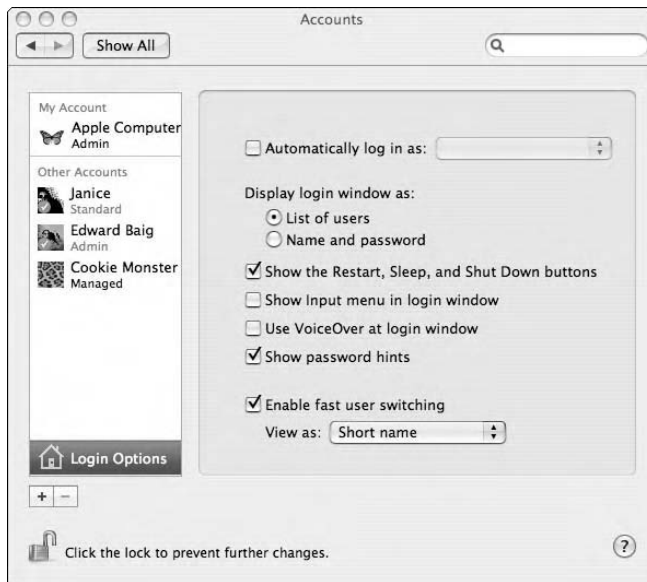 Accounts
Show All
My Account
Apple Computer
Admin
Other Accounts
Janice
Standard
Edward Baig
Admin
Cookie Monster
Managed
Login Options
Automatically log in as:
Display login window as:
List of users
Name and password
Show the Restart, Sleep, and Shut Down buttons
Show Input menu in login window
Use VoiceOver at login window
Show password hints
Enable fast user switching
View as: Short name
+ −
Click the lock to prevent further changes.
?